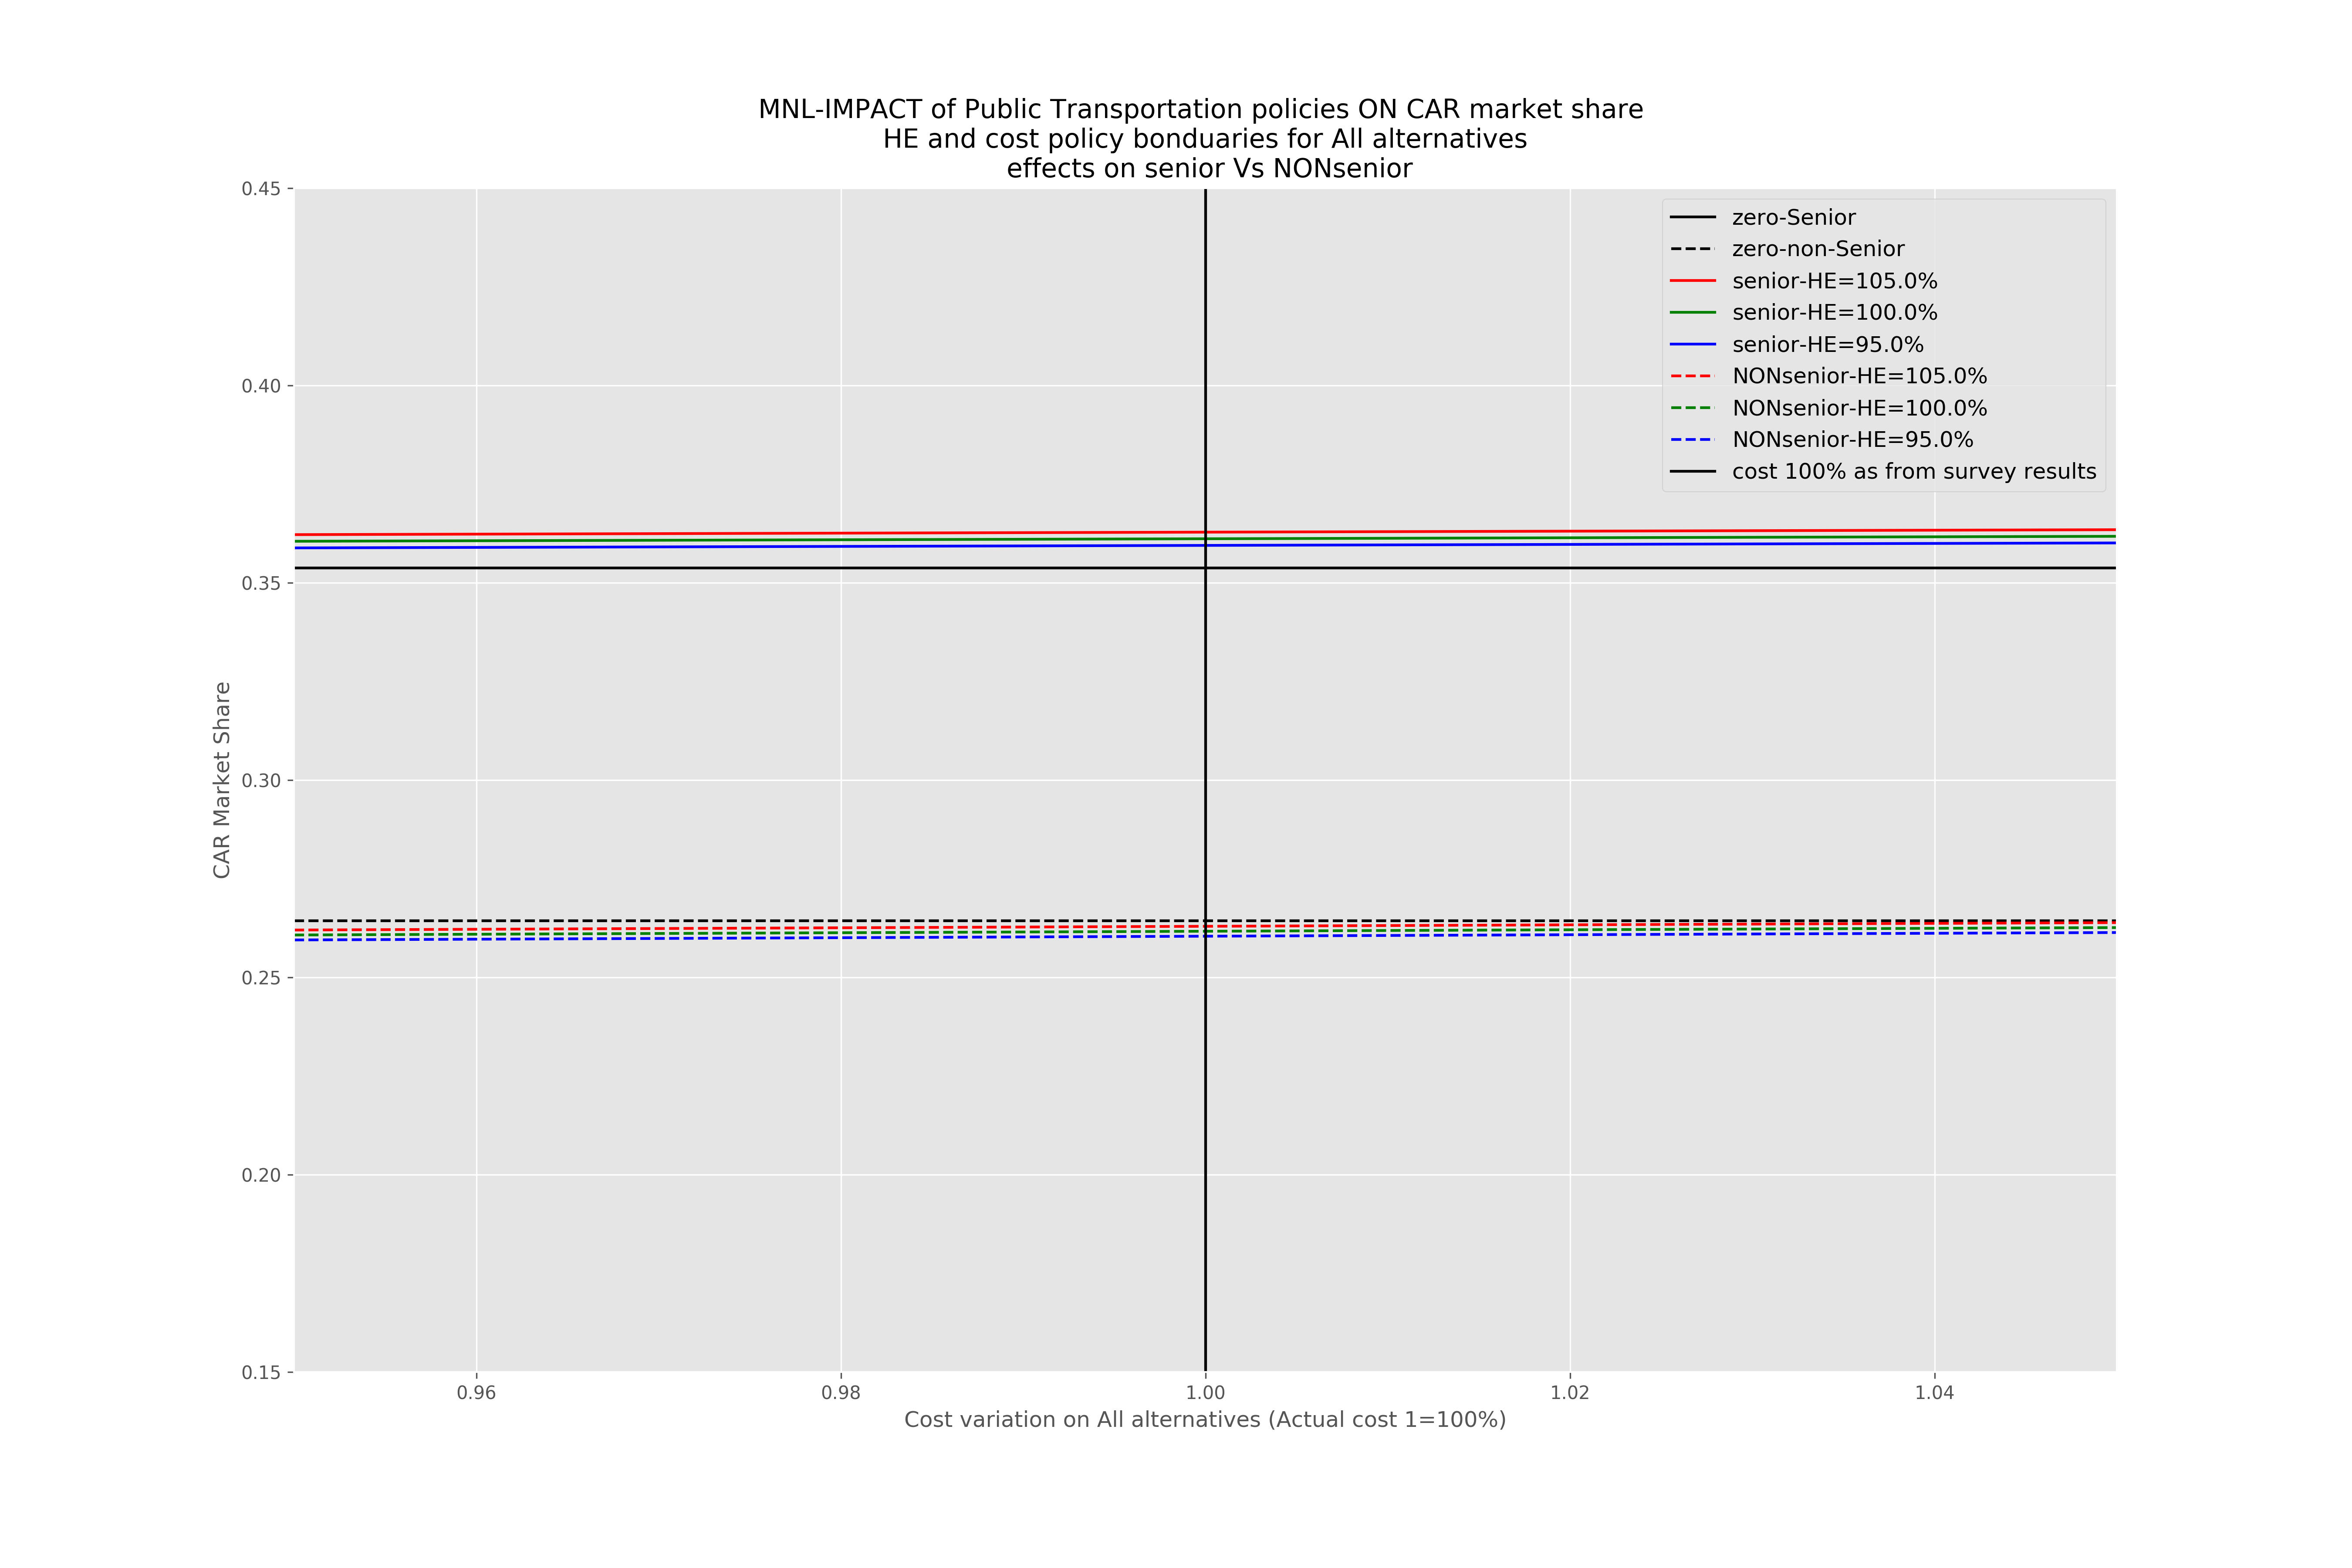 MNL-IMPACT of Public Transportation policies ON CAR market share
HE and cost policy bonduaries for All alternatives
effects on senior Vs NONsenior
0.45
0.40
0.35
0.30
0.25
0.20
0.15
CAR Market Share
zero-Senior
zero-non-Senior
senior-HE=105.0%
senior-HE=100.0%
senior-HE=95.0%
NONsenior-HE=105.0%
NONsenior-HE=100.0%
NONsenior-HE=95.0%
cost 100% as from survey results
0.96 0.98 1.00 1.02 1.04
Cost variation on All alternatives (Actual cost 1=100%)